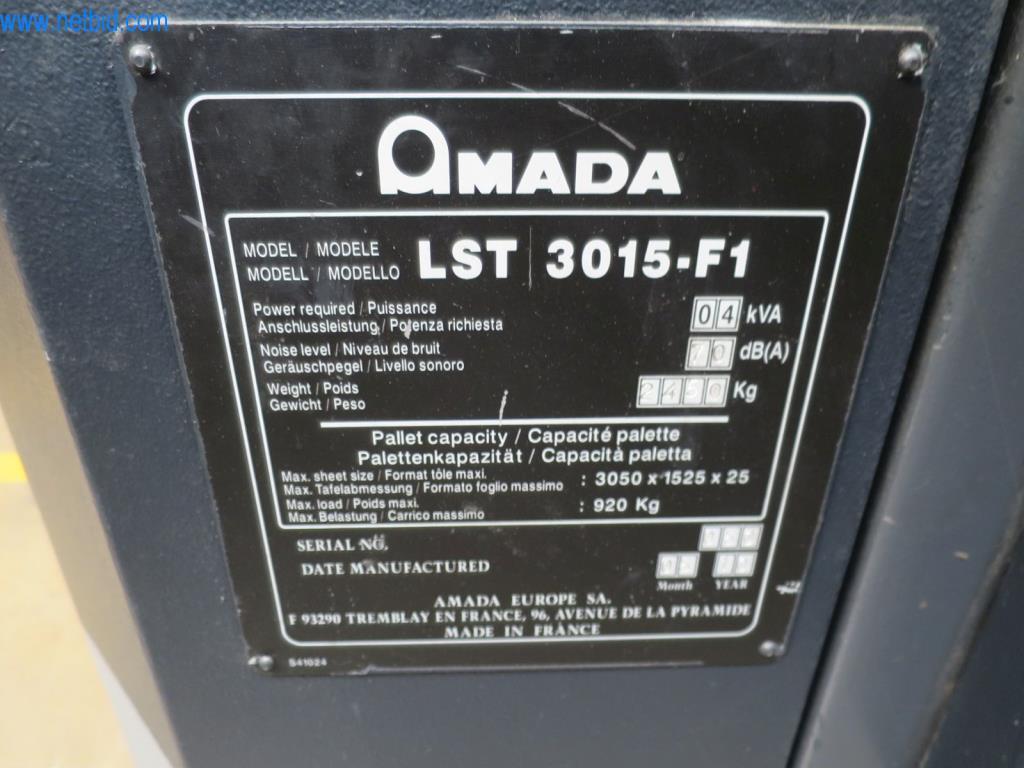 www.netbid.com
AMADA
MODEL / MODELE
MODELL / MODELLO
LST 3015-F1
Power required / Puissance
Anschlussleistung / Potenza richiesta
04 kVA
Noise level / Niveau de bruit
Geräuschpegel / Livello sonoro
70 dB(A)
Weight / Poids
Gewicht / Peso
2450 Kg
Pallet capacity / Capacité palette
Palettenkapazität / Capacità paletta
Max. sheet size / Format tôle maxi.
Max. Tafelabmessung / Formato foglio massimo
: 3050 x 1525 x 25
Max. load / Poids maxi.
Max. Belastung / Carrico massimo
: 920 Kg
SERIAL NO.
DATE MANUFACTURED
Month YEAR
AMADA EUROPE SA.
F 93290 TREMBLAY EN FRANCE, 96, AVENUE DE LA PYRAMIDE
MADE IN FRANCE
S41024